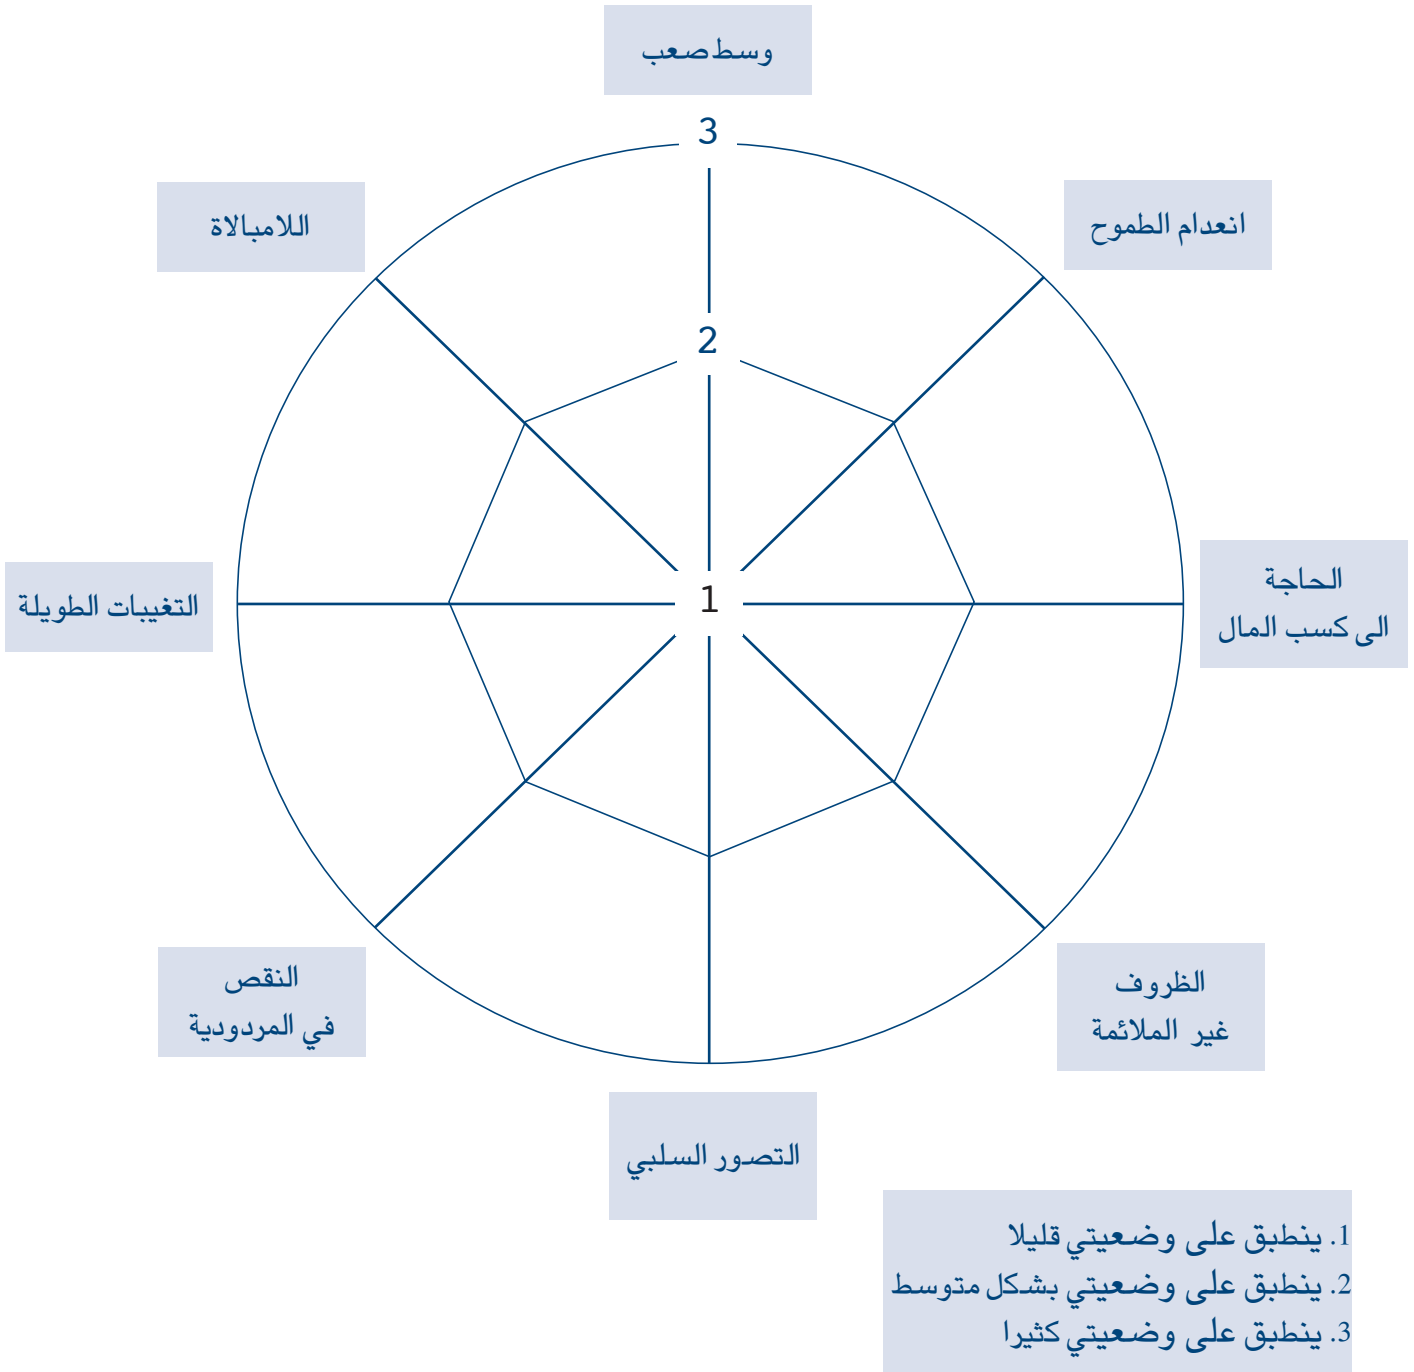 وسط صعب
3
انعدام الطموح
اللامبالاة
2
الحاجة
الى كسب المال
1
التغيبات الطويلة
الظروف
غير الملائمة
النقص
في المردودية
التصور السلبي
1. ينطبق على وضعيتي قليلا
2. ينطبق على وضعيتي بشكل متوسط
3. ينطبق على وضعيتي كثيرا